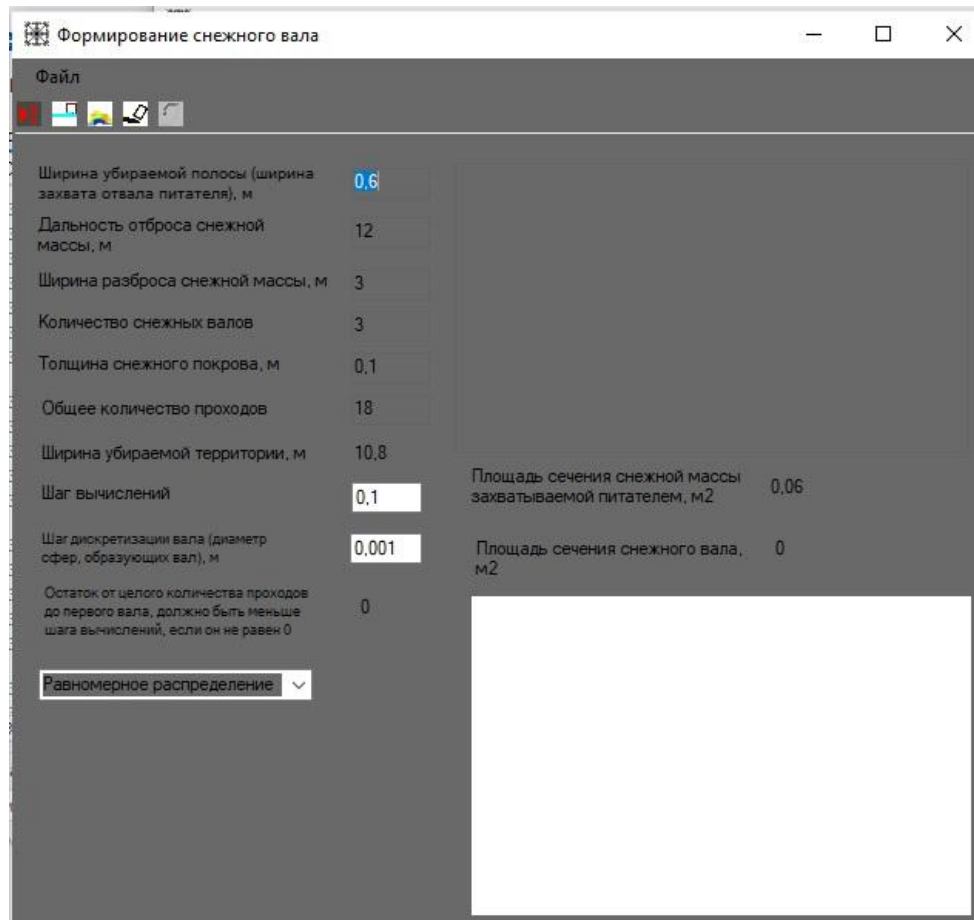 Формирование снежного вала
Файл
Ширина убираемой полосы (ширина
захвата отвала питателя), м
0,6
Дальность отброса снежной
массы, м
12
Ширина разброса снежной массы, м
3
Количество снежных валов
3
Толщина снежного покрова, м
0,1
Общее количество проходов
18
Ширина убираемой территории, м
10,8
Шаг вычислений
0,1
Шаг дискретизации вала (диаметр
сфер, образующих вал), м
0,001
Остаток от целого количества проходов
до первого вала, должно быть меньше
шага вычислений, если он не равен 0
0
Равномерное распределение
Площадь сечения снежной массы
захватываемой питателем, м2
0,06
Площадь сечения снежного вала,
м2
0